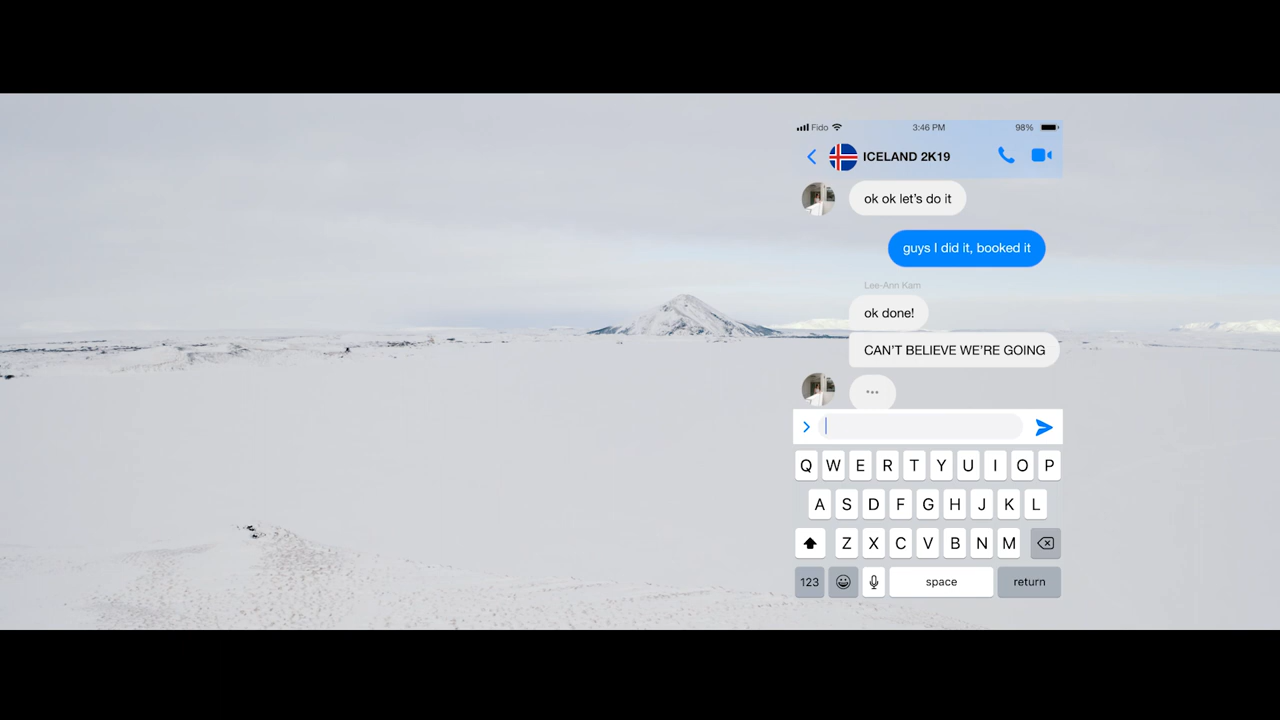 Fido 3:46 PM 98%
ICELAND 2K19
ok ok let's do it
guys I did it, booked it
Lee-Ann Kam
ok done!
CAN'T BELIEVE WE'RE GOING
Q W E R T Y U I O P
A S D F G H J K L
Z X C V B N M
123 space return